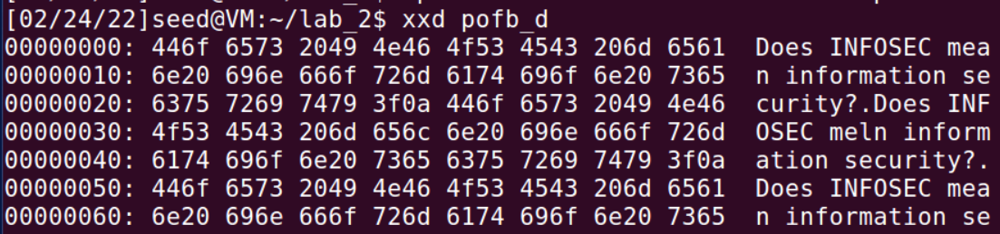 [02/24/22]seed@VM:~/lab_2$ xxd pofb_d
00000000: 446f 6573 2049 4e46 4f53 4543 206d 6561  Does INFOSEC mea
00000010: 6e20 696e 666f 726d 6174 696f 6e20 7365  n information se
00000020: 6375 7269 7479 3f0a 446f 6573 2049 4e46  curity?.Does INF
00000030: 4f53 4543 206d 656c 6e20 696e 666f 726d  OSEC meln inform
00000040: 6174 696f 6e20 7365 6375 7269 7479 3f0a  ation security?.
00000050: 446f 6573 2049 4e46 4f53 4543 206d 6561  Does INFOSEC mea
00000060: 6e20 696e 666f 726d 6174 696f 6e20 7365  n information se